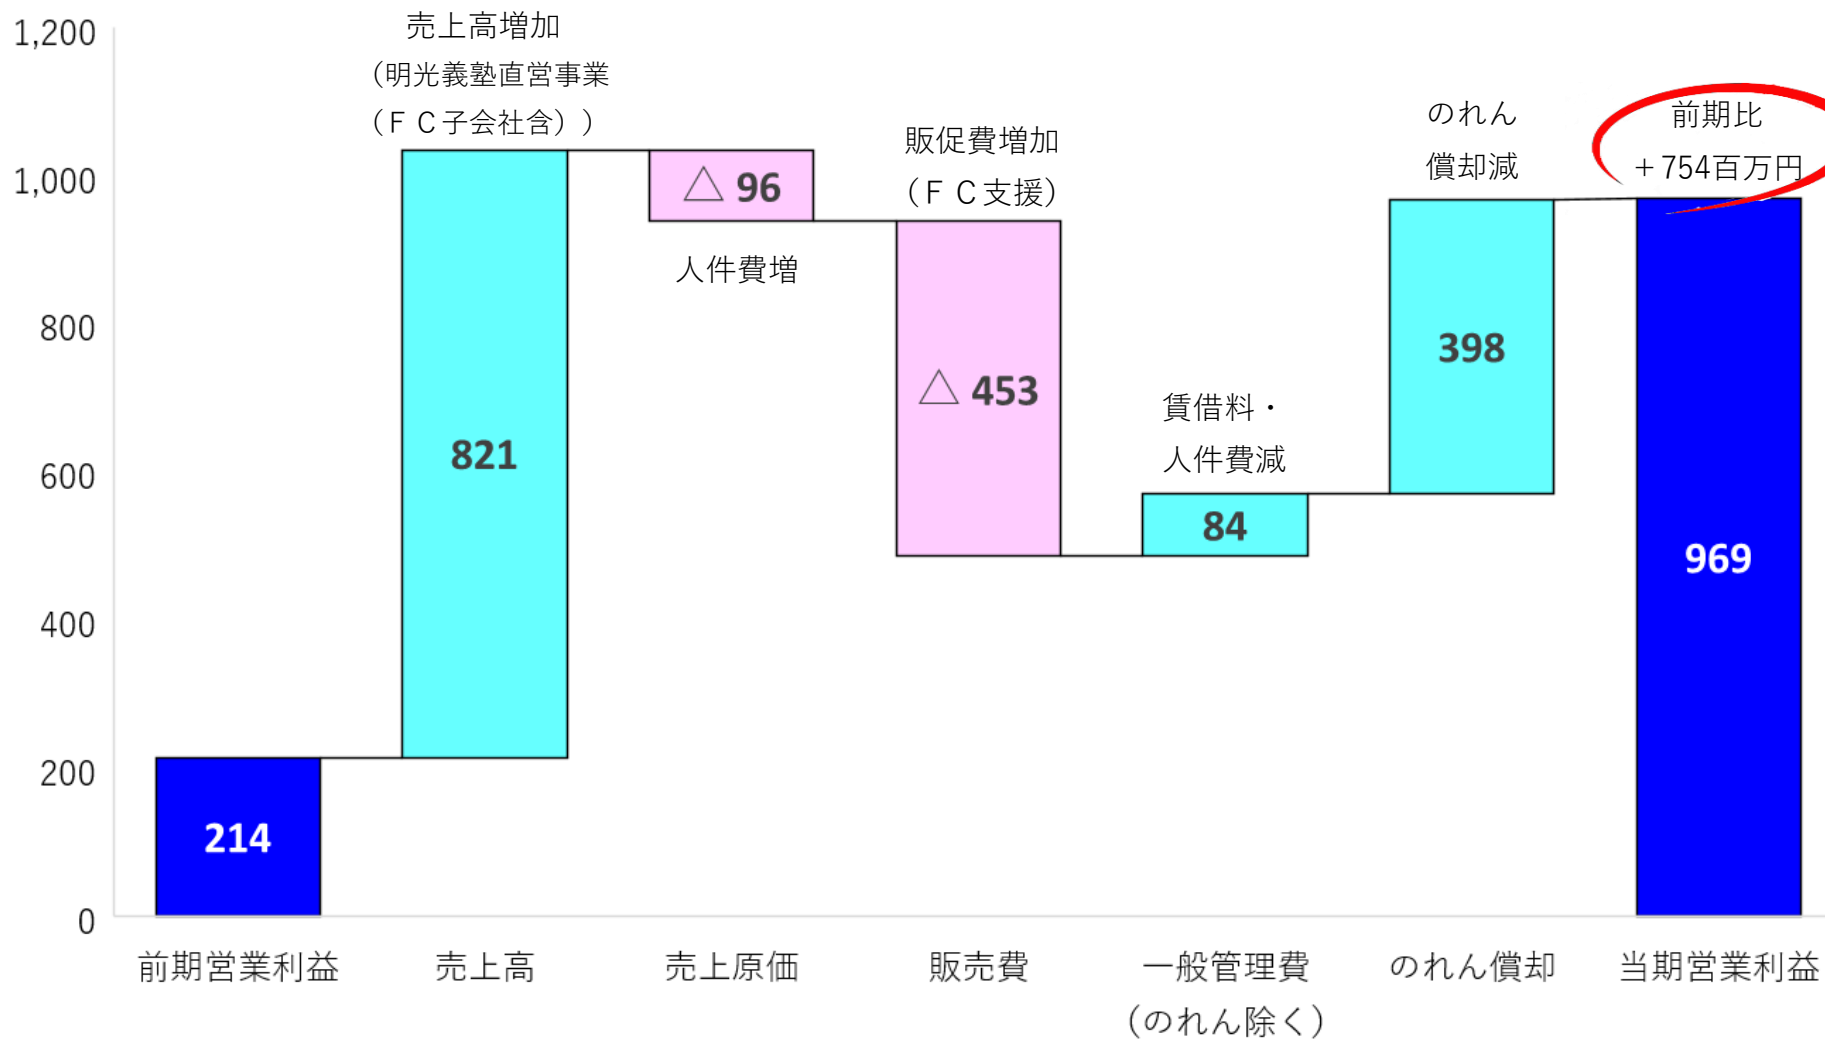 1,200
1,000
800
600
400
200
0
売上高増加
（明光義塾直営事業
（ＦＣ子会社含））
販促費増加
（ＦＣ支援）
のれん
償却減
前期比
＋754百万円
△ 96
人件費増
賃借料・
人件費減
214
821
△ 453
84
398
969
前期営業利益
売上高
売上原価
販売費
一般管理費
（のれん除く）
のれん償却
当期営業利益